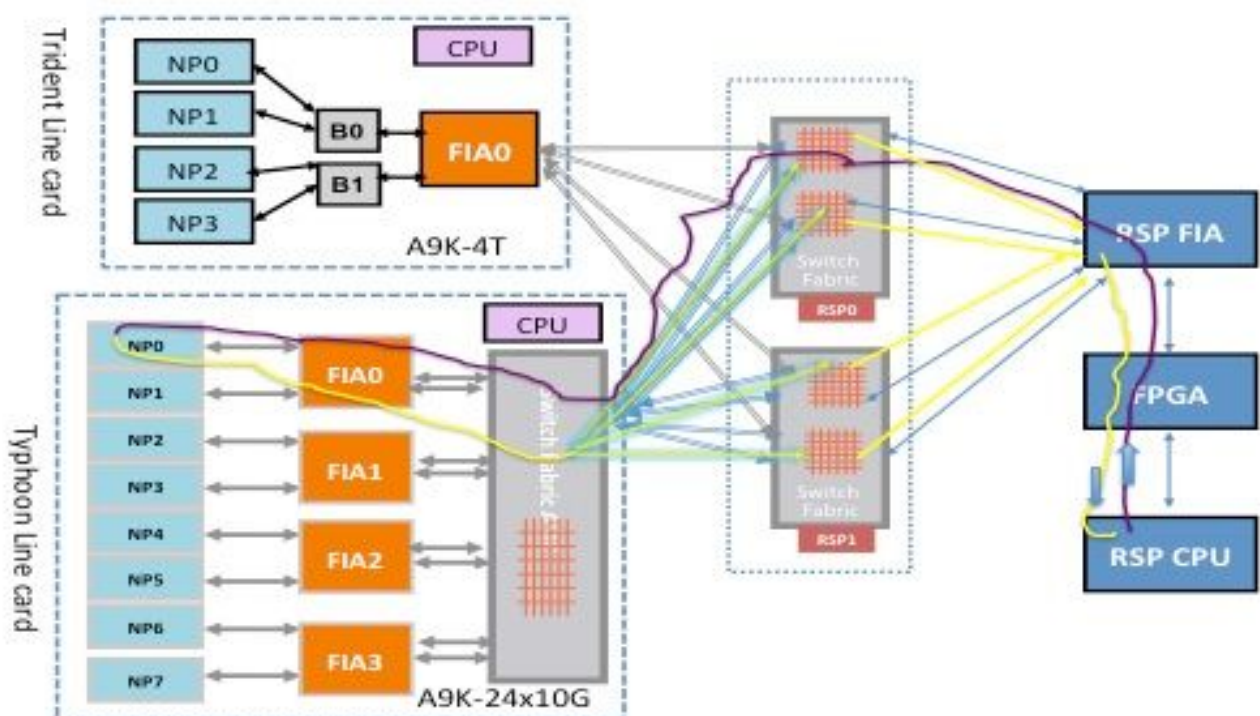 Trident Line card
CPU
NP0
NP1
NP2
NP3
B0
B1
FIA0
A9K-4T
Switch
Fabric
RSP0
Switch
Fabric
RSP1
RSP FIA
FPGA
RSP CPU
Typhoon Line card
CPU
NP0
NP1
NP2
NP3
NP4
NP5
NP6
NP7
FIA0
FIA1
FIA2
FIA3
Switch Fabric
A9K-24x10G